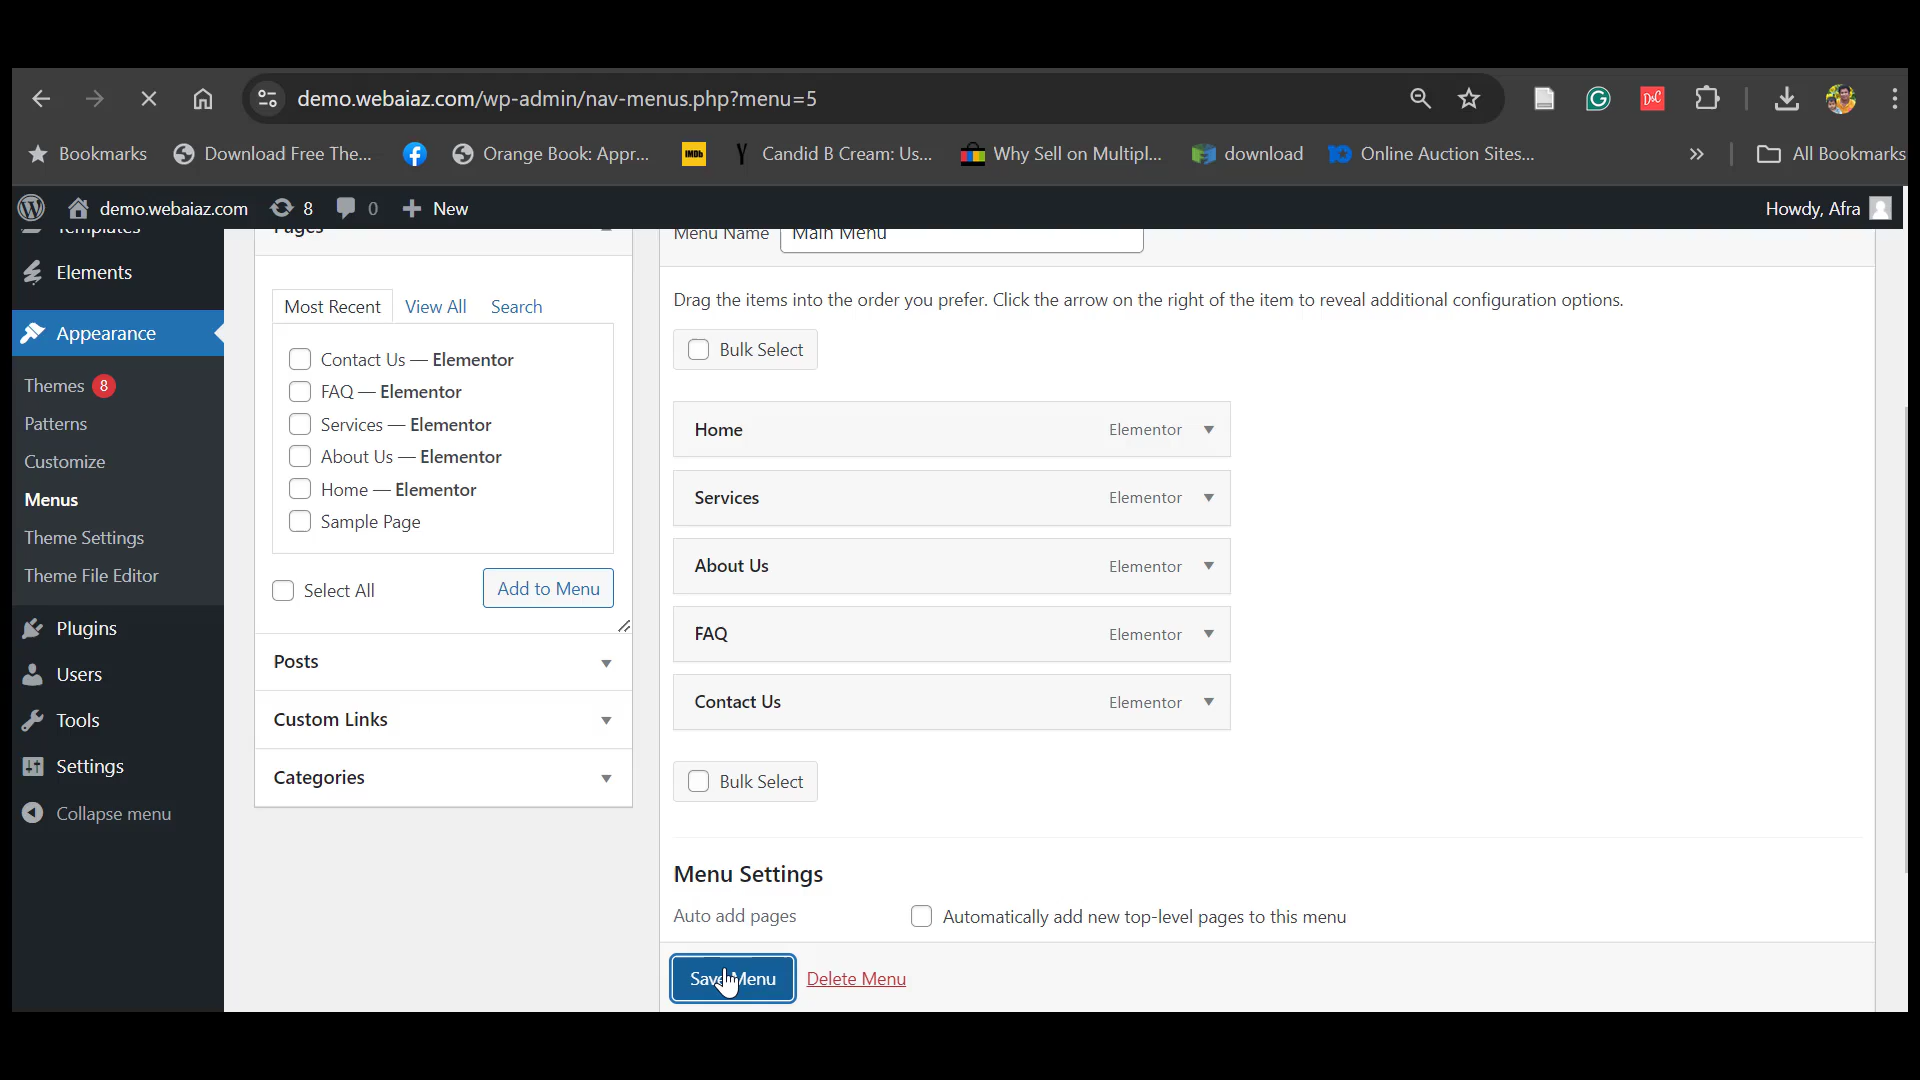 demo.webaiaz.com/wp-admin/nav-menus.php?menu=5
Bookmarks
Download Free The...
Orange Book: Appr...
IMDb
Candid B Cream: Us...
Why Sell on Multipl...
download
Online Auction Sites...
All Bookmarks
demo.webaiaz.com
8
0
New
Howdy, Afra
Templates
Elements
Appearance
Themes 8
Patterns
Customize
Menus
Theme Settings
Theme File Editor
Plugins
Users
Tools
Settings
Collapse menu
Pages
Most Recent
View All
Search
Contact Us — Elementor
FAQ — Elementor
Services — Elementor
About Us — Elementor
Home — Elementor
Sample Page
Select All
Add to Menu
Posts
Custom Links
Categories
Menu Name
Main Menu
Drag the items into the order you prefer. Click the arrow on the right of the item to reveal additional configuration options.
Bulk Select
Home Elementor
Services Elementor
About Us Elementor
FAQ Elementor
Contact Us Elementor
Bulk Select
Menu Settings
Auto add pages
Automatically add new top-level pages to this menu
Save Menu
Delete Menu